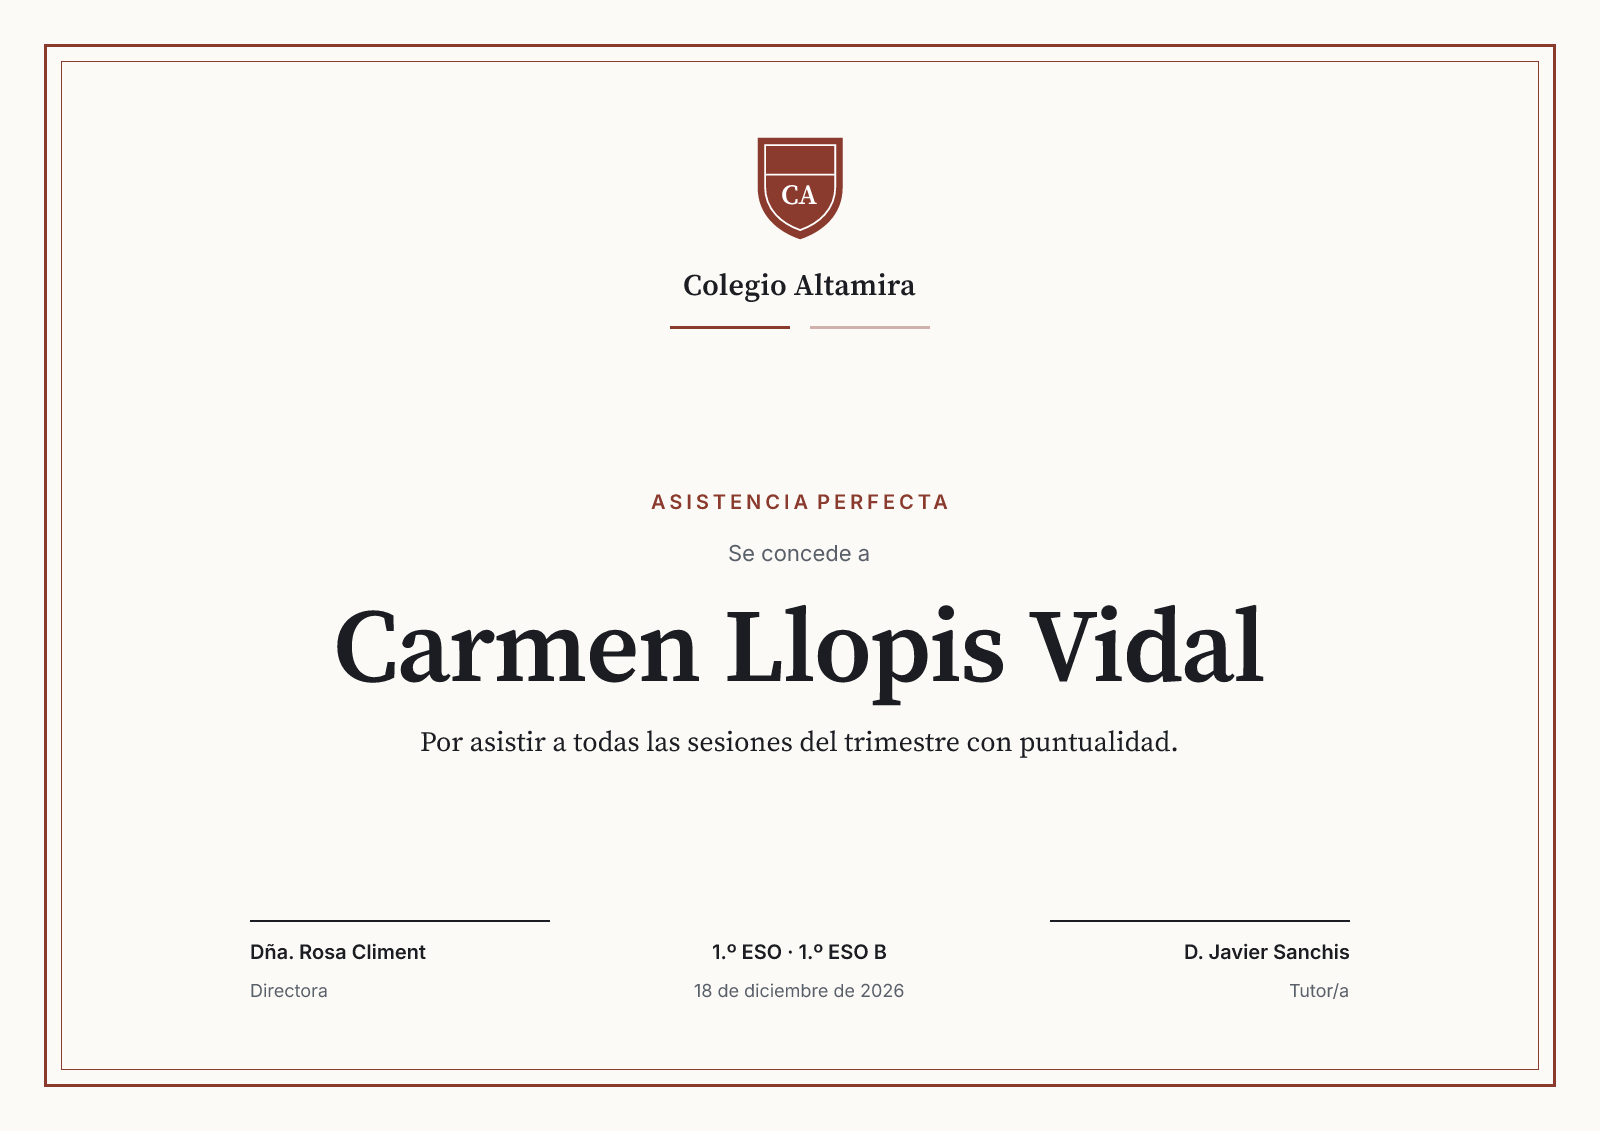 CA
Colegio Altamira
ASISTENCIA PERFECTA
Se concede a
Carmen Llopis Vidal
Por asistir a todas las sesiones del trimestre con puntualidad.
Dña. Rosa Climent
Directora
1.º ESO · 1.º ESO B
18 de diciembre de 2026
D. Javier Sanchis
Tutor/a